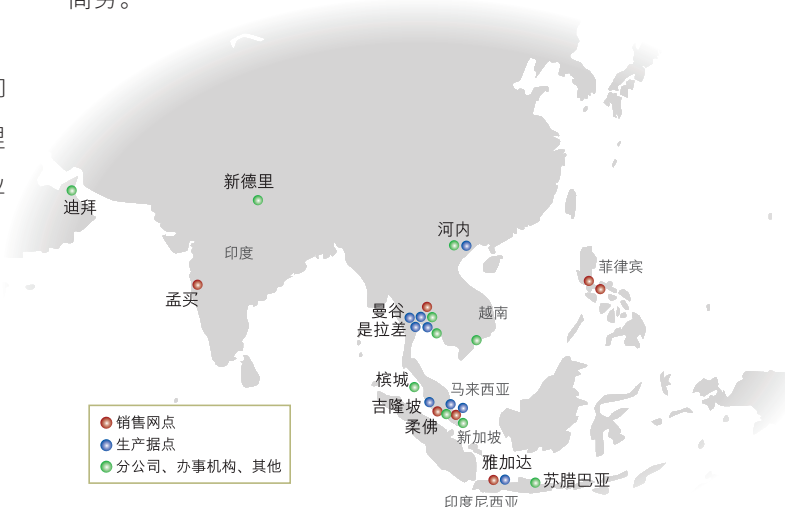 商务。
理
业
新德里
迪拜
河内
印度
菲律宾
孟买
曼谷
越南
是拉差
槟城
马来西亚
吉隆坡
柔佛
新加坡
销售网点
生产据点
分公司、办事机构、其他
雅加达
苏腊巴亚
印度尼西亚